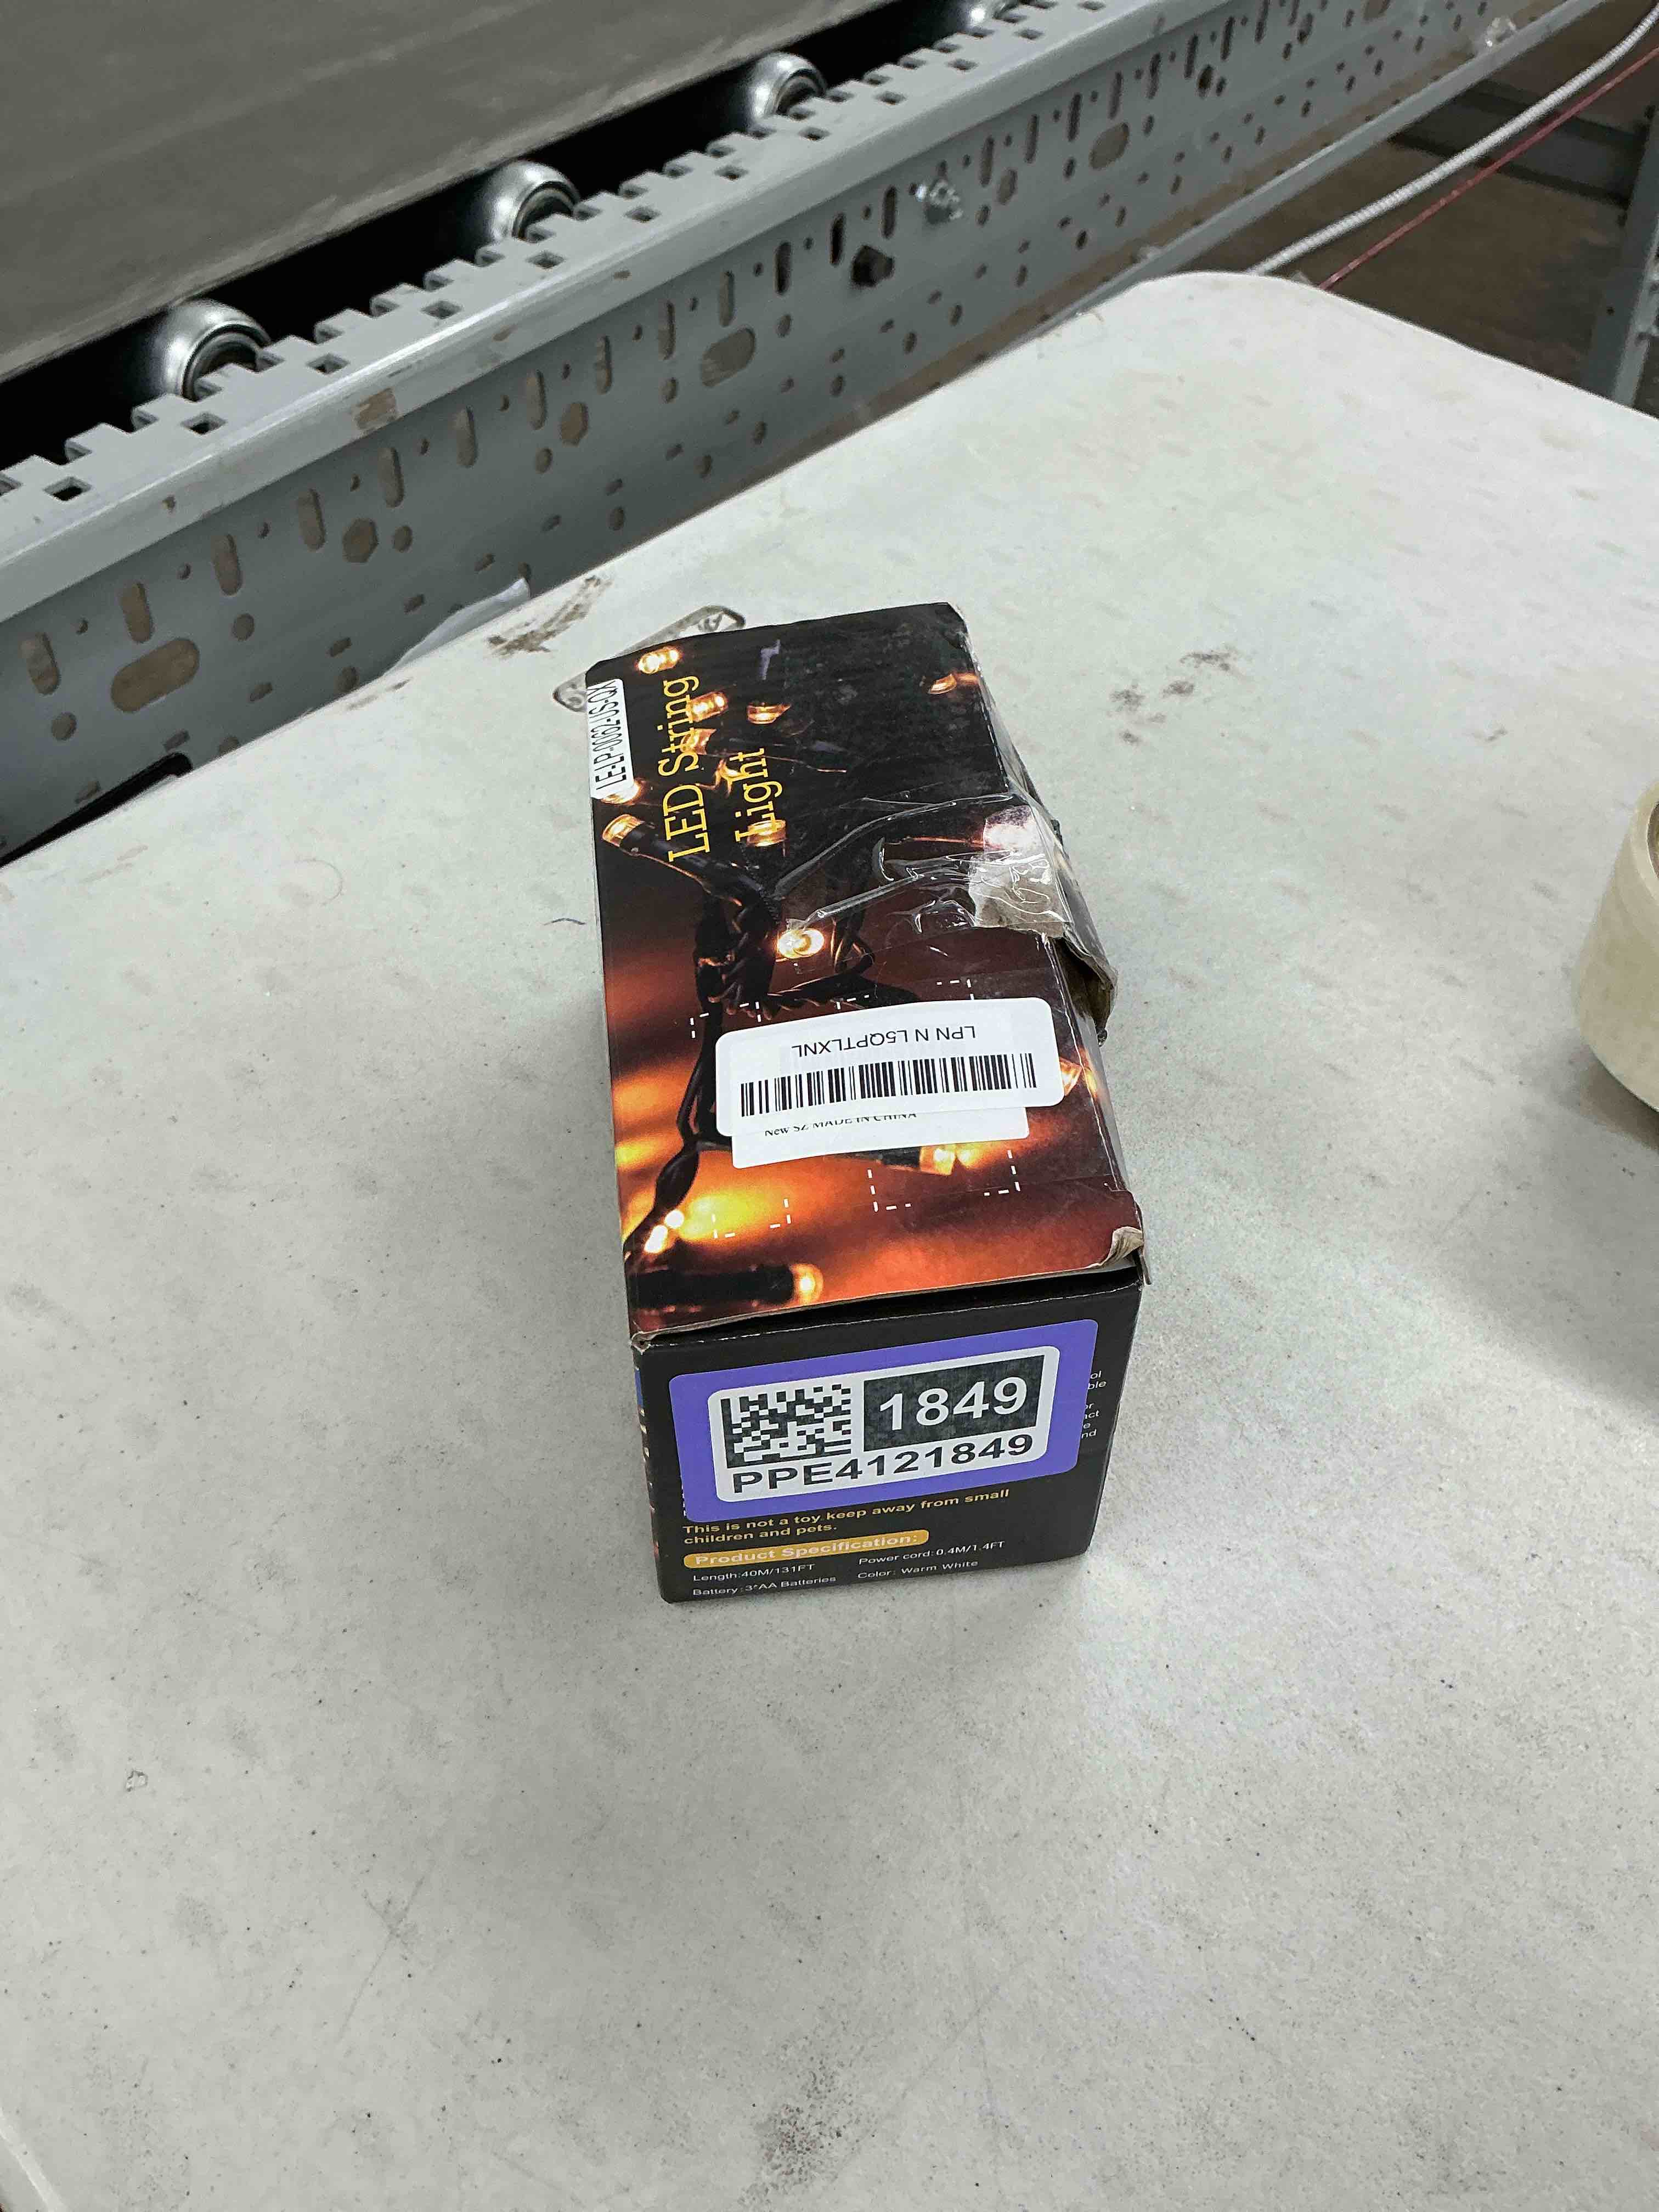 LE-LP-0062-US-QX
LED String
Light
LPN N L5QPTLXNL
New SZ MADE IN CHINA
1849
PPE4121849
This is not a toy keep away from small
children and pets.
Product Specification:
Length:40M/131FT
Power cord:0.4M/1.4FT
Battery:3*AA Batteries
Color: Warm White